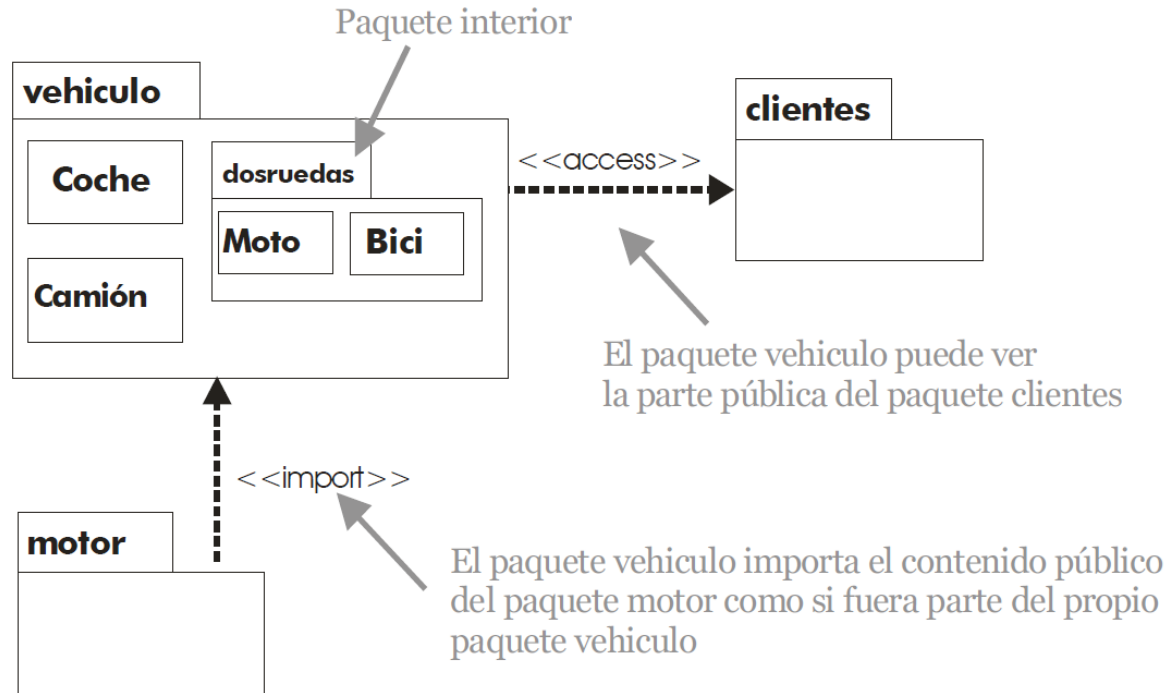 Paquete interior
vehiculo
clientes
Coche
dosruedas
<<access>>
Moto
Bici
Camión
El paquete vehiculo puede ver
la parte pública del paquete clientes
<<import>>
motor
El paquete vehiculo importa el contenido público
del paquete motor como si fuera parte del propio
paquete vehiculo